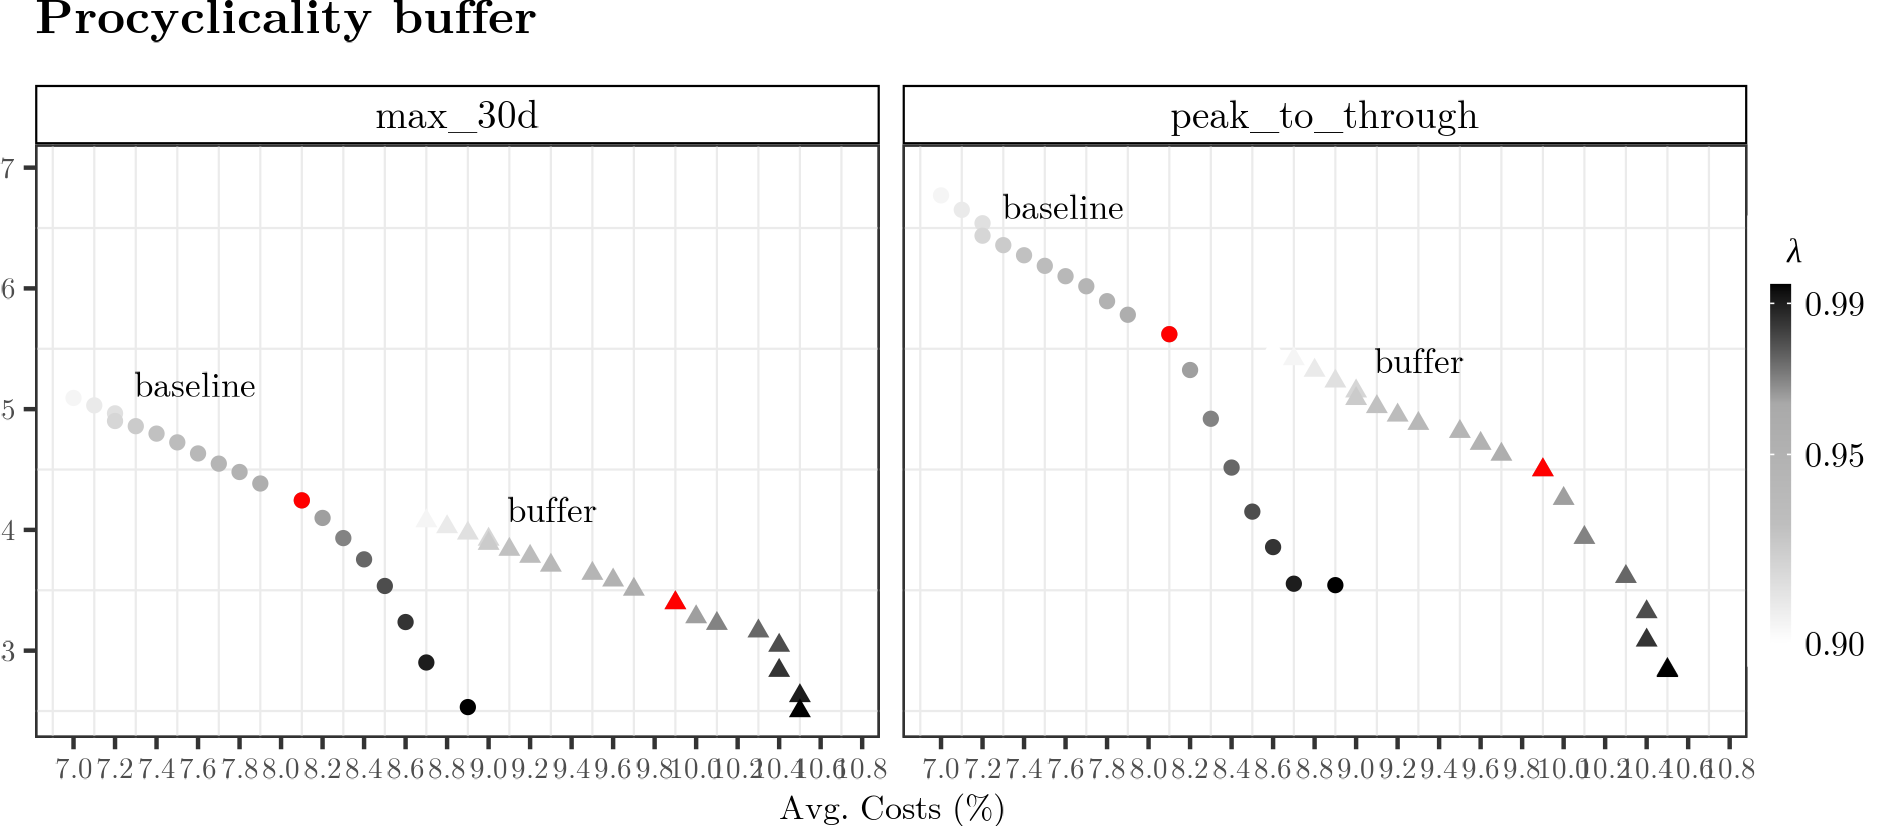 Procyclicality buffer
max_30d
peak_to_through
7
6
5
4
3
baseline
buffer
baseline
buffer
λ
0.99
0.95
0.90
7.0 7.2 7.4 7.6 7.8 8.0 8.2 8.4 8.6 8.8 9.0 9.2 9.4 9.6 9.8 10.0 10.2 10.4 10.6 10.8
7.0 7.2 7.4 7.6 7.8 8.0 8.2 8.4 8.6 8.8 9.0 9.2 9.4 9.6 9.8 10.0 10.2 10.4 10.6 10.8
Avg. Costs (%)